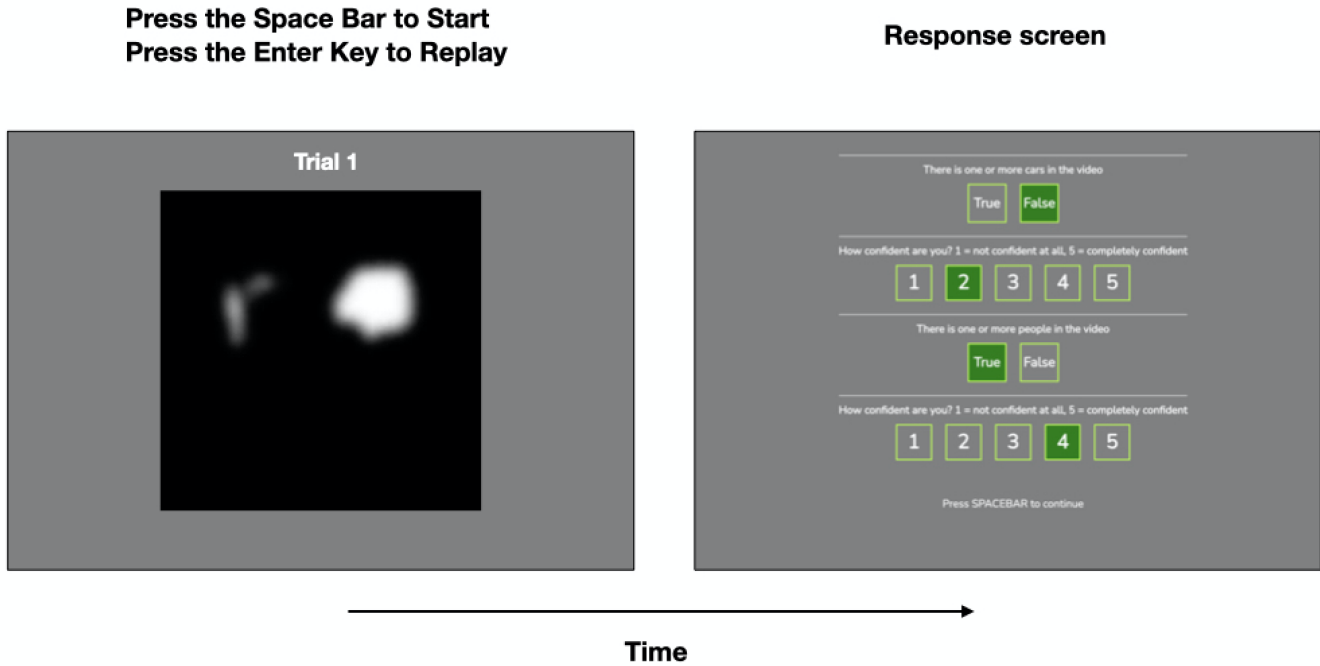 Press the Space Bar to Start
Press the Enter Key to Replay
Response screen
Trial 1
There is one or more cars in the video
True False
How confident are you? 1 = not confident at all, 5 = completely confident
1 2 3 4 5
There is one or more people in the video
True False
How confident are you? 1 = not confident at all, 5 = completely confident
1 2 3 4 5
Press SPACEBAR to continue
Time